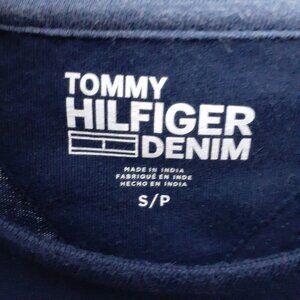 TOMMY
HILFIGER
DENIM
MADE IN INDIA
FABRIQUÉ EN INDE
HECHO EN INDIA
S/P